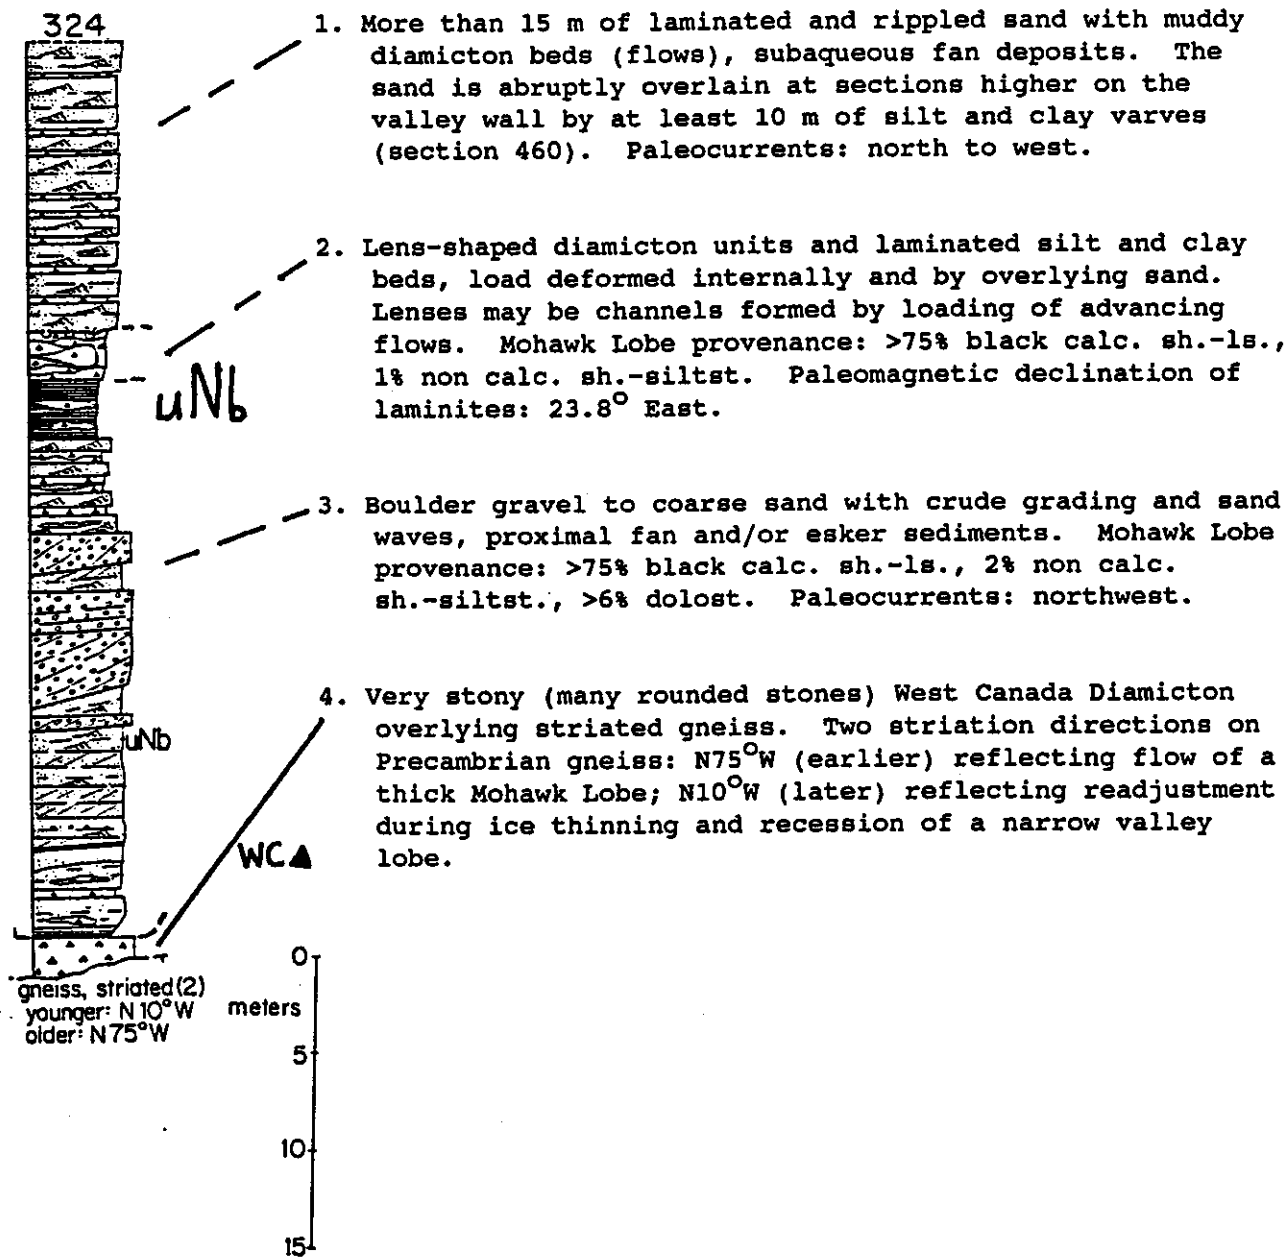 324
1. More than 15 m of laminated and rippled sand with muddy
diamicton beds (flows), subaqueous fan deposits. The
sand is abruptly overlain at sections higher on the
valley wall by at least 10 m of silt and clay varves
(section 460). Paleocurrents: north to west.
2. Lens-shaped diamicton units and laminated silt and clay
beds, load deformed internally and by overlying sand.
Lenses may be channels formed by loading of advancing
flows. Mohawk Lobe provenance: >75% black calc. sh.-ls.,
1% non calc. sh.-siltst. Paleomagnetic declination of
laminites: 23.8° East.
uNb
3. Boulder gravel to coarse sand with crude grading and sand
waves, proximal fan and/or esker sediments. Mohawk Lobe
provenance: >75% black calc. sh.-ls., 2% non calc.
sh.-siltst., >6% dolost. Paleocurrents: northwest.
uNb
4. Very stony (many rounded stones) West Canada Diamicton
overlying striated gneiss. Two striation directions on
Precambrian gneiss: N75°W (earlier) reflecting flow of a
thick Mohawk Lobe; N10°W (later) reflecting readjustment
during ice thinning and recession of a narrow valley
lobe.
WC▲
gneiss, striated(2)
younger: N10°W
older: N75°W
meters
0
5
10
15